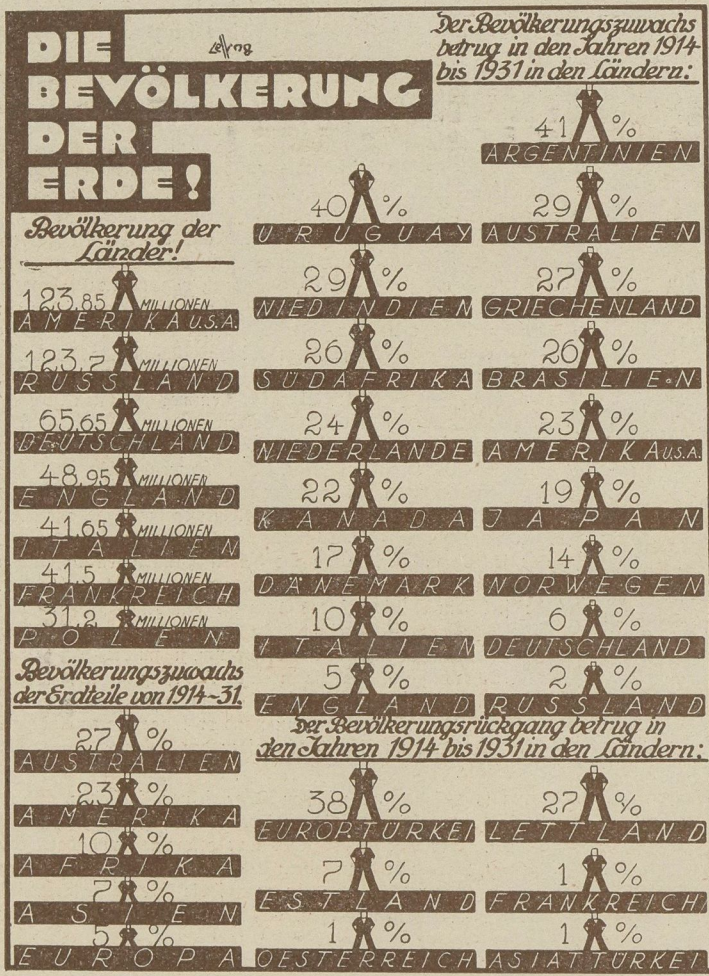 DIE
BEVÖLKERUNG
DER
ERDE!
Bevölkerung der
Länder!
123,85 MILLIONEN
AMERIKA U.S.A.
123,7 MILLIONEN
RUSSLAND
65,65 MILLIONEN
DEUTSCHLAND
48,95 MILLIONEN
ENGLAND
41,65 MILLIONEN
ITALIEN
41,5 MILLIONEN
FRANKREICH
31,2 MILLIONEN
POLEN
Bevölkerungszuwachs
der Erdteile von 1914-31.
27 %
AUSTRALIEN
23 %
AMERIKA
10 %
AFRIKA
7 %
ASIEN
5 %
EUROPA
Der Bevölkerungszuwachs
betrug in den Jahren 1914
bis 1931 in den Ländern:
41 %
ARGENTINIEN
40 %
URUGUAY
29 %
AUSTRALIEN
29 %
NIED INDIEN
27 %
GRIECHENLAND
26 %
SÜDAFRIKA
26 %
BRASILIEN
24 %
NIEDERLANDE
23 %
AMERIKA U.S.A.
22 %
KANADA
19 %
JAPAN
17 %
DÄNEMARK
14 %
NORWEGEN
10 %
ITALIEN
6 %
DEUTSCHLAND
5 %
ENGLAND
2 %
RUSSLAND
Der Bevölkerungsrückgang betrug in
den Jahren 1914 bis 1931 in den Ländern:
38 %
EUROP.TÜRKEI
27 %
LETTLAND
7 %
ESTLAND
1 %
FRANKREICH
1 %
OESTERREICH
1 %
ASIATTÜRKEI